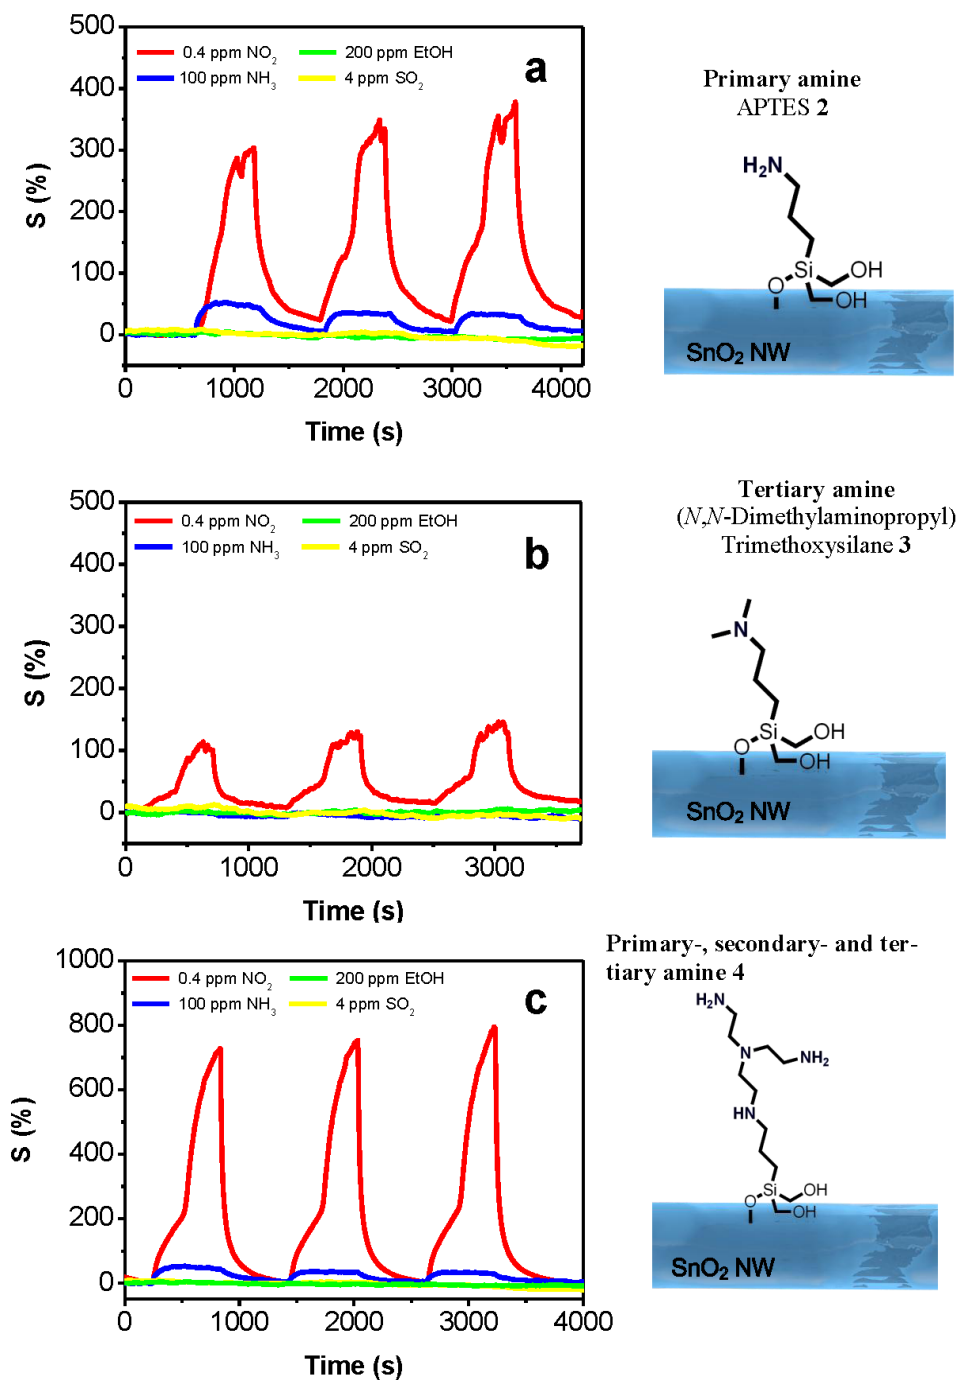 500
400
300
200
100
0
S (%)
0.4 ppm NO₂
200 ppm EtOH
100 ppm NH₃
4 ppm SO₂
a
0 1000 2000 3000 4000
Time (s)
Primary amine
APTES 2
H₂N
Si
OH
O
OH
SnO₂ NW
500
400
300
200
100
0
S (%)
0.4 ppm NO₂
200 ppm EtOH
100 ppm NH₃
4 ppm SO₂
b
0 1000 2000 3000
Time (s)
Tertiary amine
(N,N-Dimethylaminopropyl)
Trimethoxysilane 3
N
Si
OH
O
OH
SnO₂ NW
1000
800
600
400
200
0
S (%)
0.4 ppm NO₂
200 ppm EtOH
100 ppm NH₃
4 ppm SO₂
c
0 1000 2000 3000 4000
Time (s)
Primary-, secondary- and ter-
tiary amine 4
H₂N
N
NH₂
HN
Si
OH
O
OH
SnO₂ NW